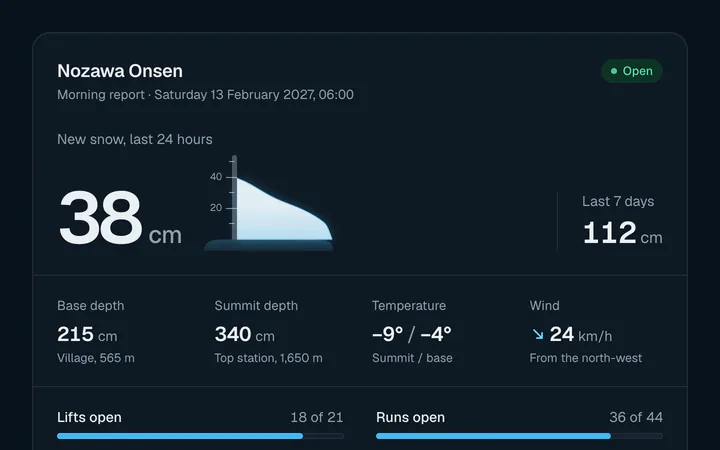 Nozawa Onsen
Open
Morning report · Saturday 13 February 2027, 06:00
New snow, last 24 hours
38 cm
40
20
Last 7 days
112 cm
Base depth
215 cm
Village, 565 m
Summit depth
340 cm
Top station, 1,650 m
Temperature
−9° / −4°
Summit / base
Wind
↘ 24 km/h
From the north-west
Lifts open
18 of 21
Runs open
36 of 44